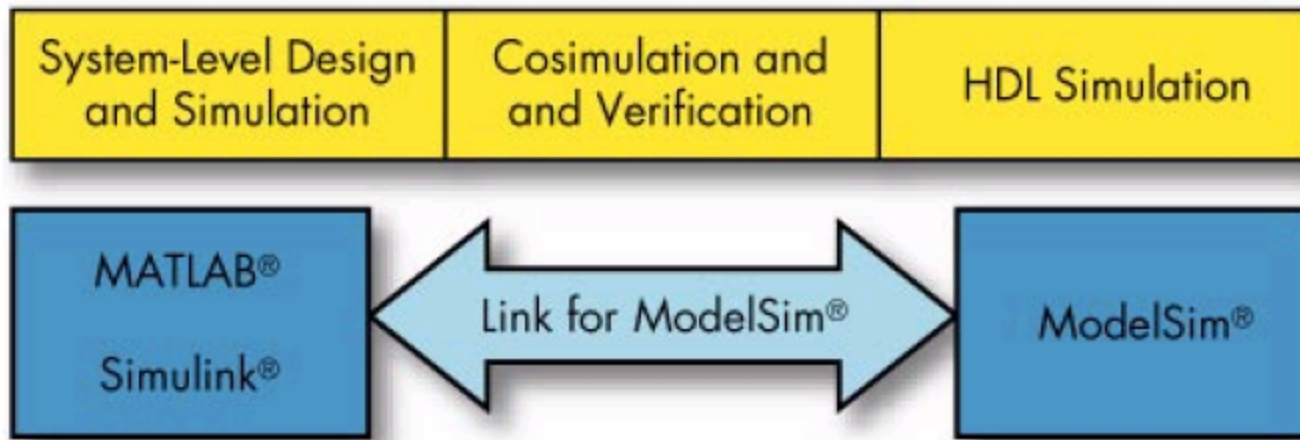 System-Level Design
and Simulation
Cosimulation and
and Verification
HDL Simulation
MATLAB®
Simulink®
Link for ModelSim®
ModelSim®